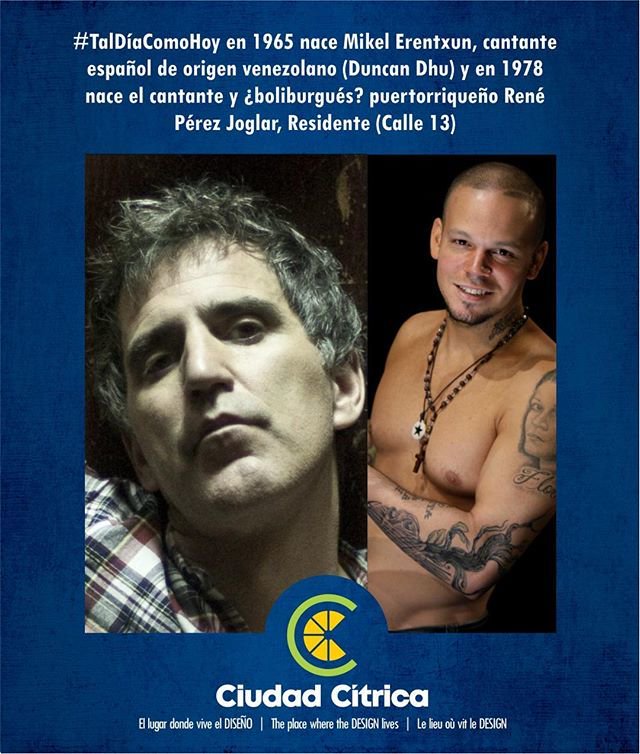 #TalDíaComoHoy en 1965 nace Mikel Erentxun, cantante
español de origen venezolano (Duncan Dhu) y en 1978
nace el cantante y ¿boliburgués? puertorriqueño René
Pérez Joglar, Residente (Calle 13)
Flor
Ciudad Cítrica
El lugar donde vive el DISEÑO | The place where the DESIGN lives | Le lieu où vit le DESIGN